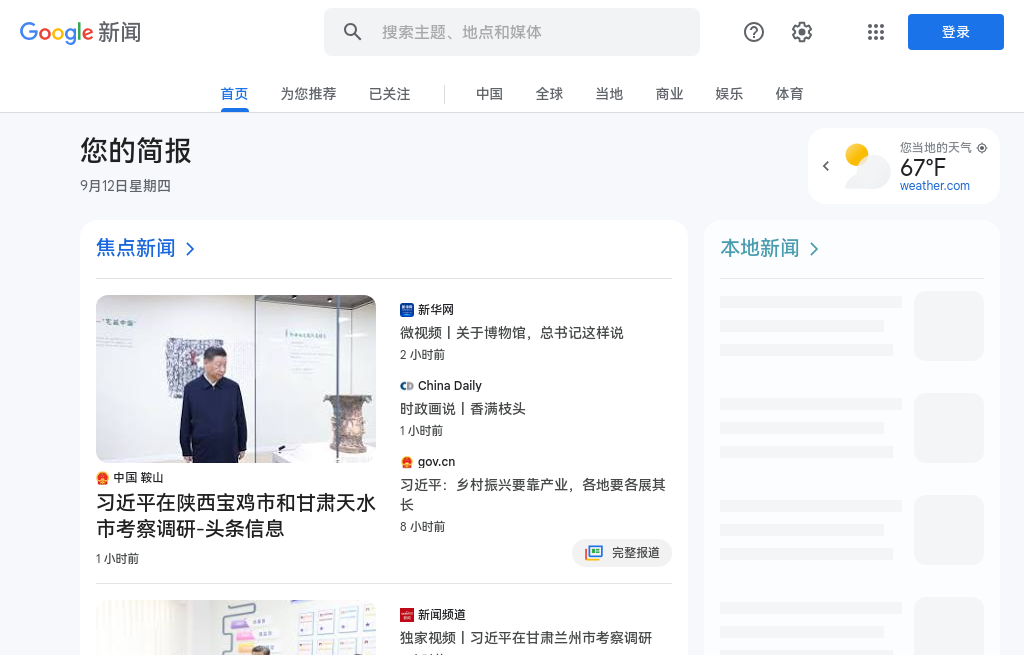 Google 新闻
搜索主题、地点和媒体
登录
首页
为您推荐
已关注
中国
全球
当地
商业
娱乐
体育
您的简报
9月12日星期四
您当地的天气
67°F
weather.com
焦点新闻
中国 鞍山
习近平在陕西宝鸡市和甘肃天水
市考察调研-头条信息
1 小时前
新华网
微视频丨关于博物馆，总书记这样说
2 小时前
China Daily
时政画说丨香满枝头
1 小时前
gov.cn
习近平：乡村振兴要靠产业，各地要各展其
长
8 小时前
完整报道
新闻频道
独家视频丨习近平在甘肃兰州市考察调研
本地新闻